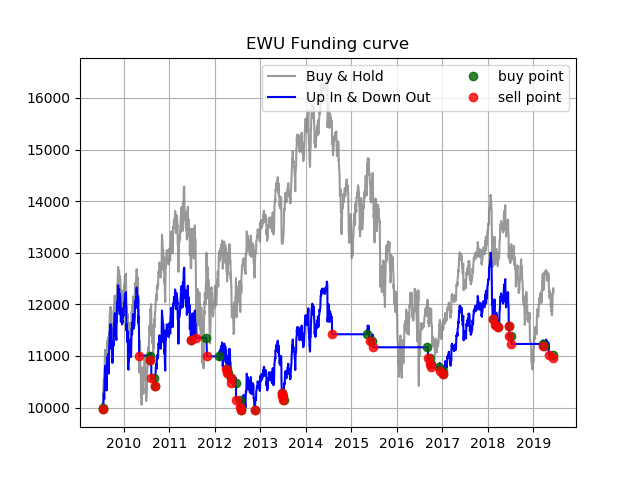 EWU Funding curve
Buy & Hold
Up In & Down Out
buy point
sell point
16000
15000
14000
13000
12000
11000
10000
2010 2011 2012 2013 2014 2015 2016 2017 2018 2019